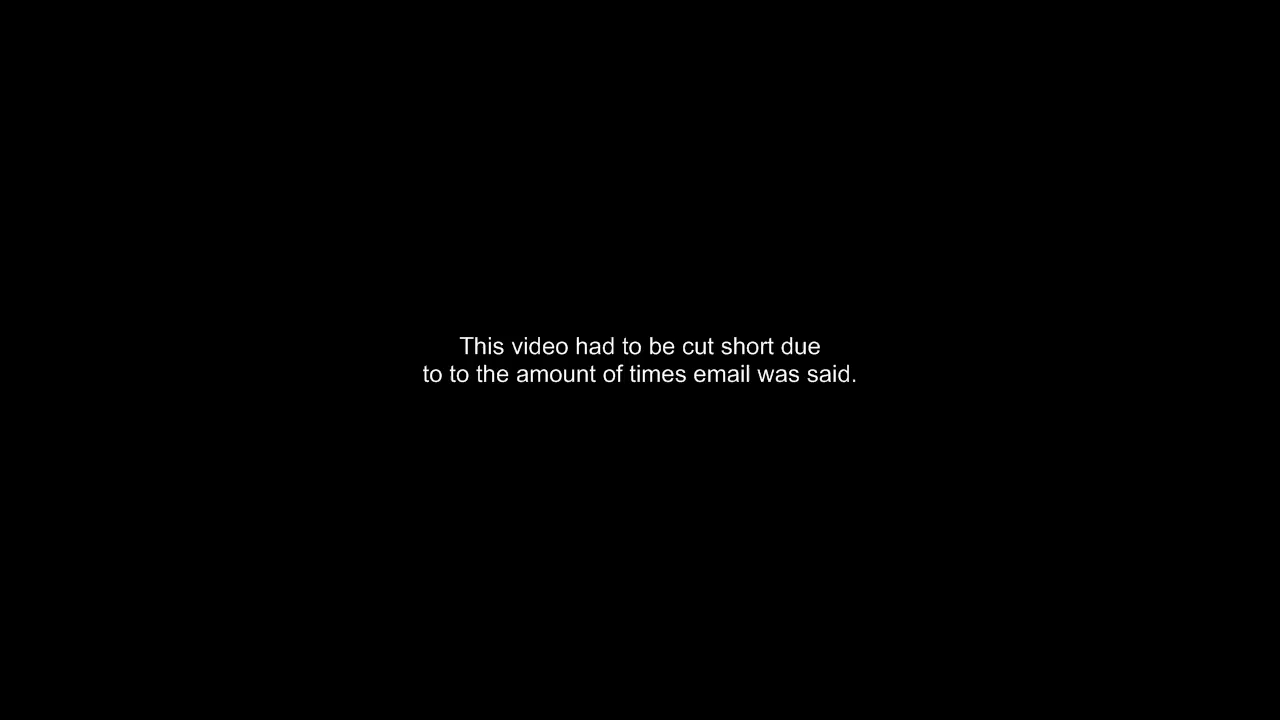 This video had to be cut short due
to to the amount of times email was said.